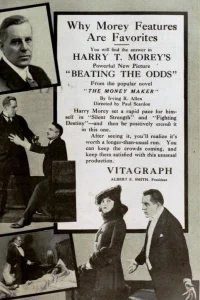 Why Morey Features
Are Favorites
You will find the answer in
HARRY T. MOREY'S
Powerful New Picture
"BEATING THE ODDS"
From the popular novel
"THE MONEY MAKER"
By Irving R. Allen
Directed by Paul Scardon
Harry Morey set a rapid pace for him-
self in "Silent Strength" and "Fighting
Destiny"—and then he positively exceeds it
in this one.
After seeing it, you'll realize it's
worth a longer-than-usual run. You
can keep the crowds coming, and
keep them satisfied with this unusual
production.
VITAGRAPH
ALBERT E. SMITH, President